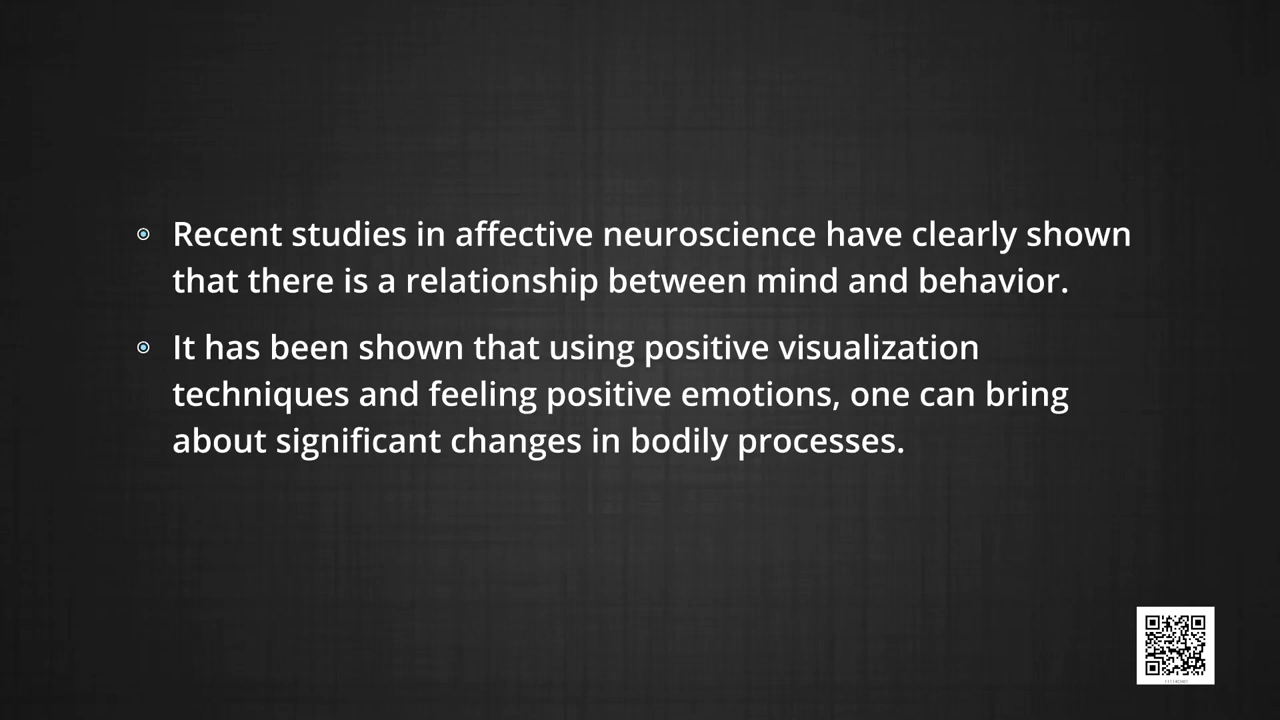 Recent studies in affective neuroscience have clearly shown
that there is a relationship between mind and behavior.
It has been shown that using positive visualization
techniques and feeling positive emotions, one can bring
about significant changes in bodily processes.